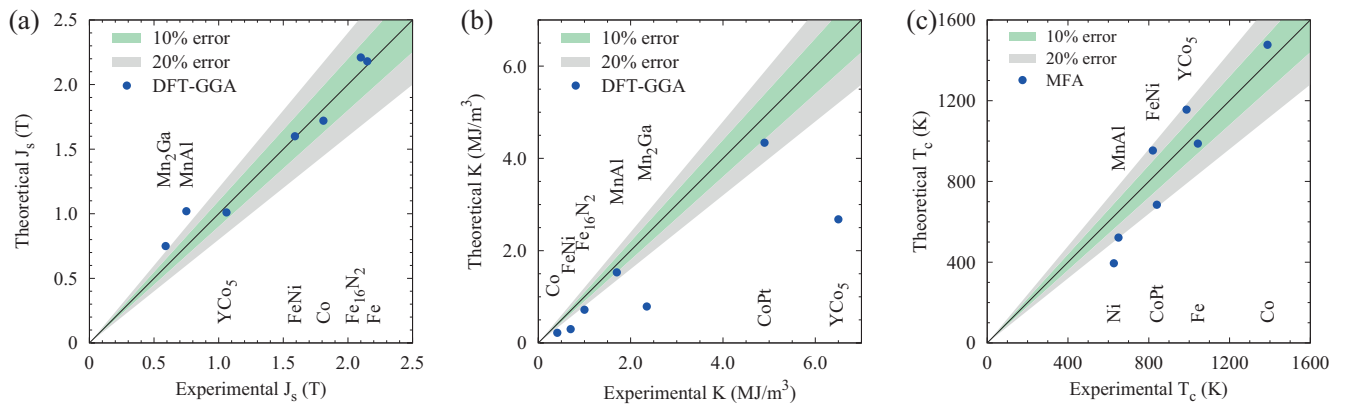 (a)
2.5
2.0
1.5
1.0
0.5
0
Theoretical J_s (T)
10% error
20% error
DFT-GGA
Mn₂Ga
MnAl
YCo₅
FeNi
Co
Fe₁₆N₂
Fe
0
0.5
1.0
1.5
2.0
2.5
Experimental J_s (T)
(b)
6.0
4.0
2.0
0
Theoretical K (MJ/m³)
10% error
20% error
DFT-GGA
Co
FeNi
Fe₁₆N₂
MnAl
Mn₂Ga
CoPt
YCo₅
0
2.0
4.0
6.0
Experimental K (MJ/m³)
(c)
1600
1200
800
400
0
Theoretical T_c (K)
10% error
20% error
MFA
MnAl
FeNi
YCo₅
Ni
CoPt
Fe
Co
0
400
800
1200
1600
Experimental T_c (K)